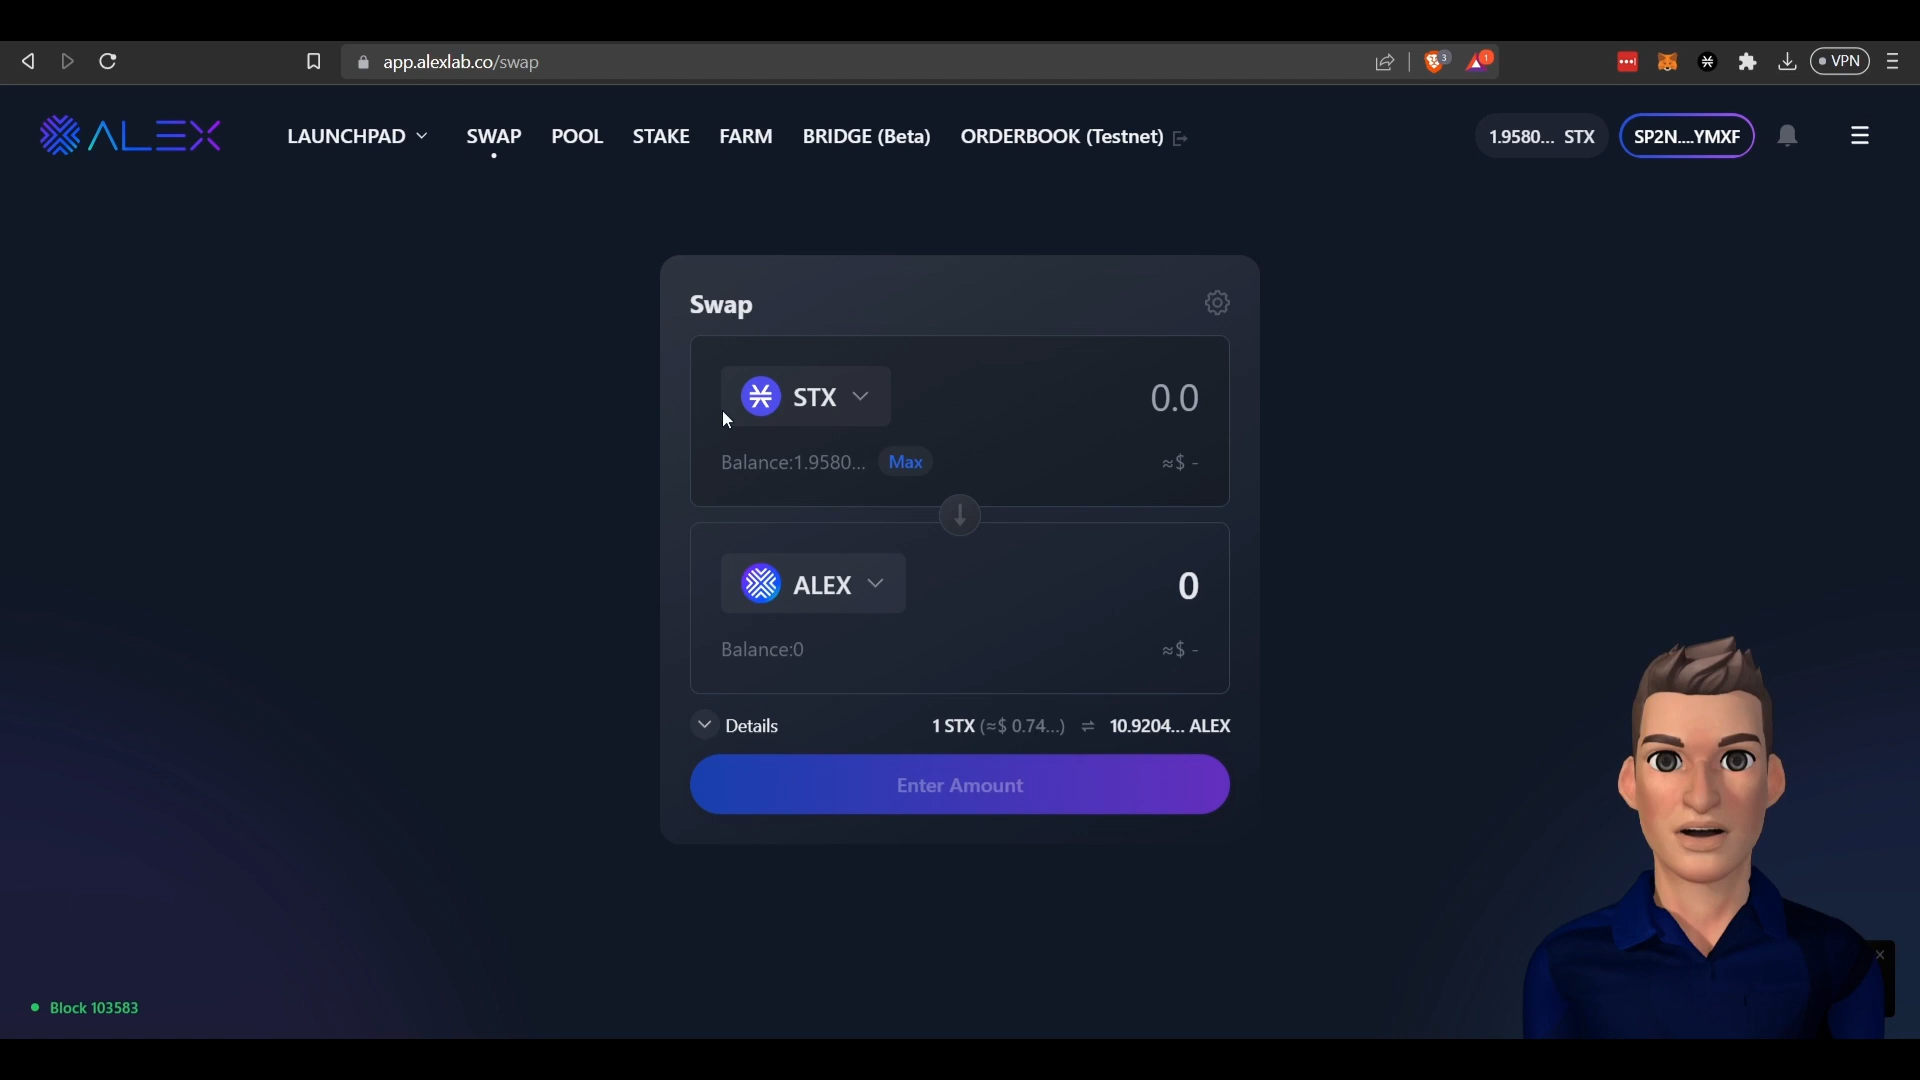 app.alexlab.co/swap
3
1
VPN
ALEX
LAUNCHPAD
SWAP
POOL
STAKE
FARM
BRIDGE (Beta)
ORDERBOOK (Testnet)
1.9580... STX
SP2N....YMXF
Swap
STX
0.0
Balance:1.9580...
Max
≈$ -
ALEX
0
Balance:0
≈$ -
Details
1 STX (≈$ 0.74...) ⇌ 10.9204... ALEX
Enter Amount
Block 103583